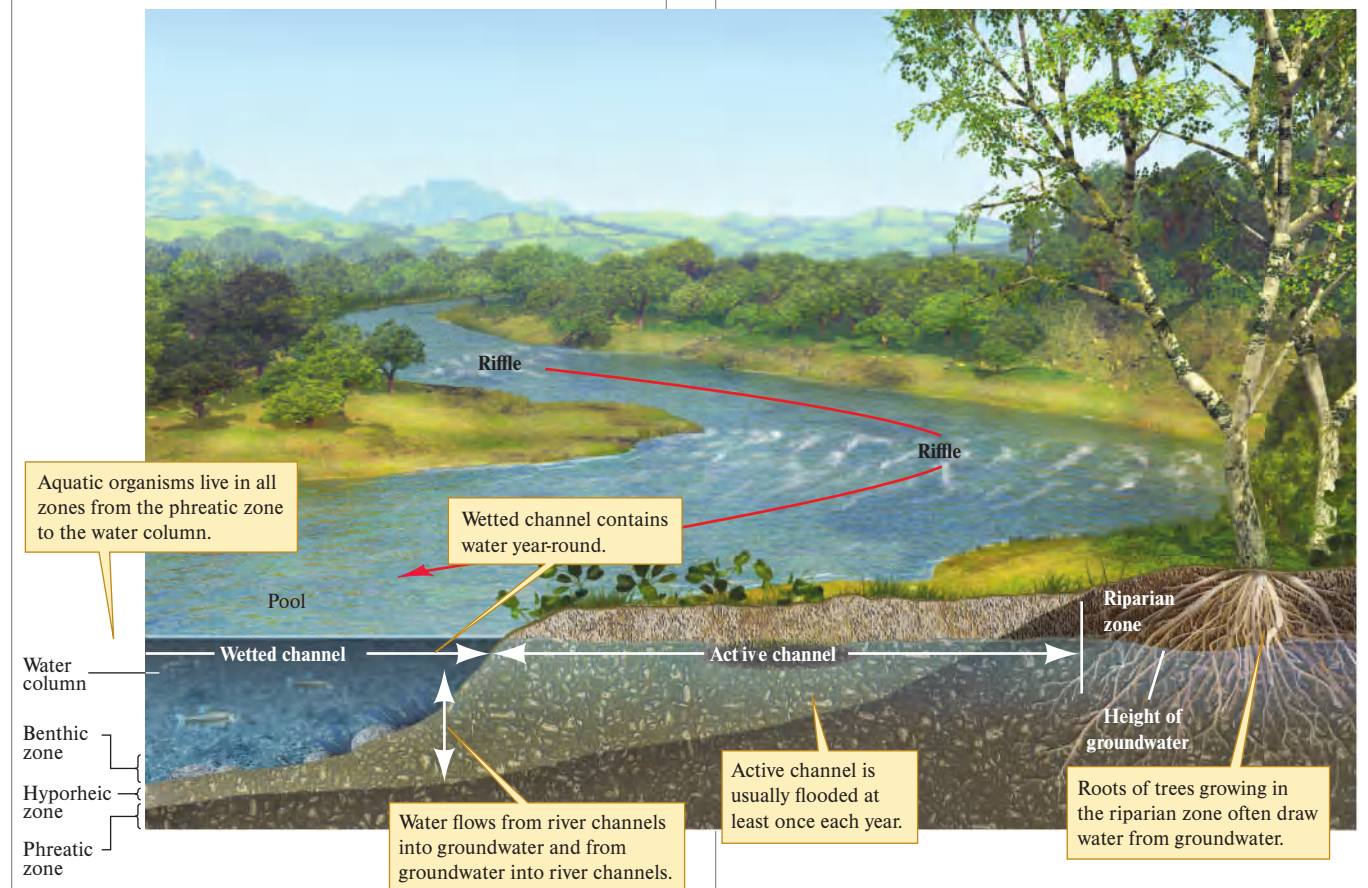 Riffle
Riffle
Aquatic organisms live in all
zones from the phreatic zone
to the water column.
Wetted channel contains
water year-round.
Pool
Riparian
zone
Wetted channel
Active channel
Water
column
Height of
groundwater
Benthic
zone
Hyporheic
zone
Phreatic
zone
Water flows from river channels
into groundwater and from
groundwater into river channels.
Active channel is
usually flooded at
least once each year.
Roots of trees growing in
the riparian zone often draw
water from groundwater.